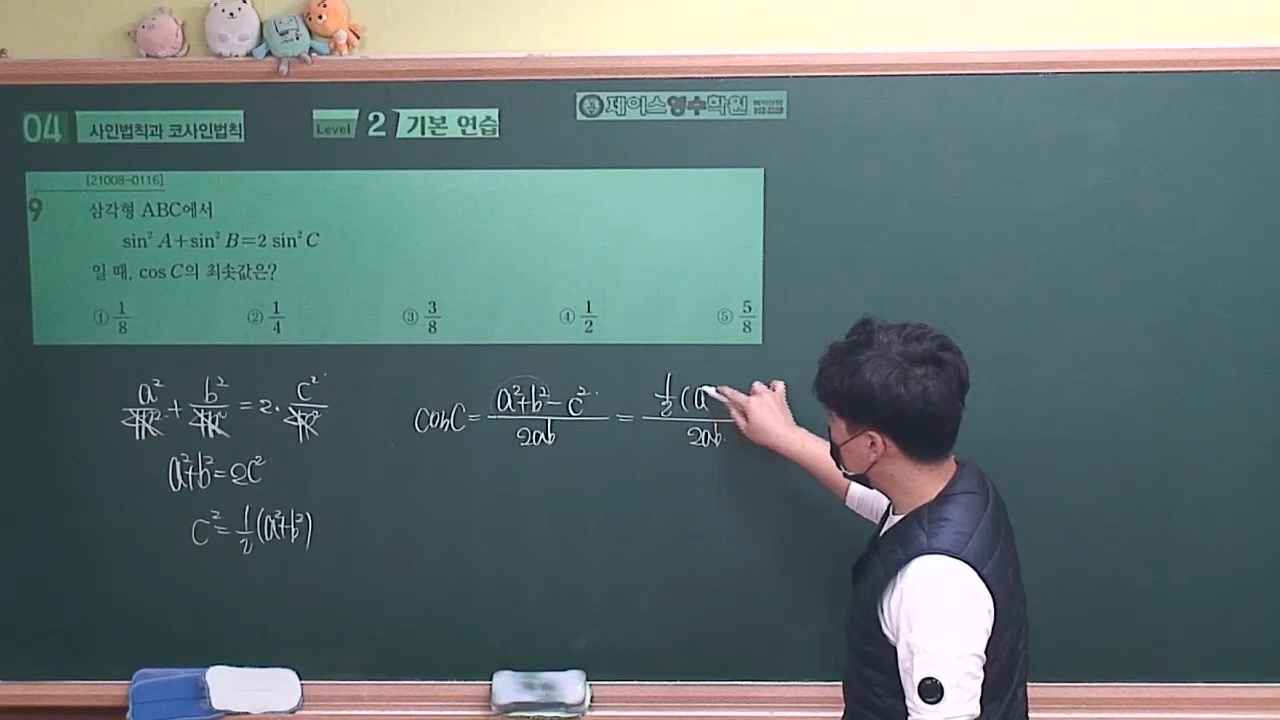 04 사인법칙과 코사인법칙
Level 2 기본 연습
제이스영수학원
[21008-0116]
9 삼각형 ABC에서
sin² A+sin² B=2 sin² C
일 때, cos C의 최솟값은?
① 1/8 ② 1/4 ③ 3/8 ④ 1/2 ⑤ 5/8
a²/4R² + b²/4R² = 2·c²/4R²
a²+b²=2c²
c²=1/2(a²+b²)
cosC = (a²+b²-c²)/2ab = 1/2(a /2ab